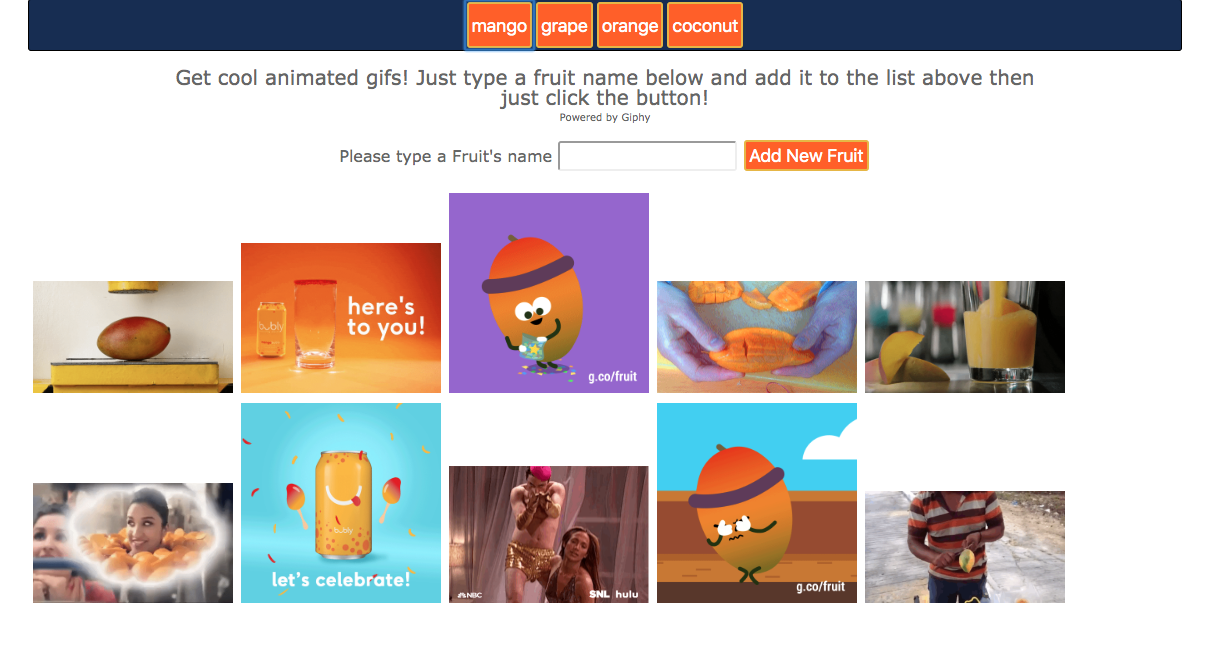 mango grape orange coconut
Get cool animated gifs! Just type a fruit name below and add it to the list above then
just click the button!
Powered by Giphy
Please type a Fruit's name Add New Fruit
bubly
here's
to you!
g.co/fruit
bubly
let's celebrate!
NBC SNL hulu
g.co/fruit